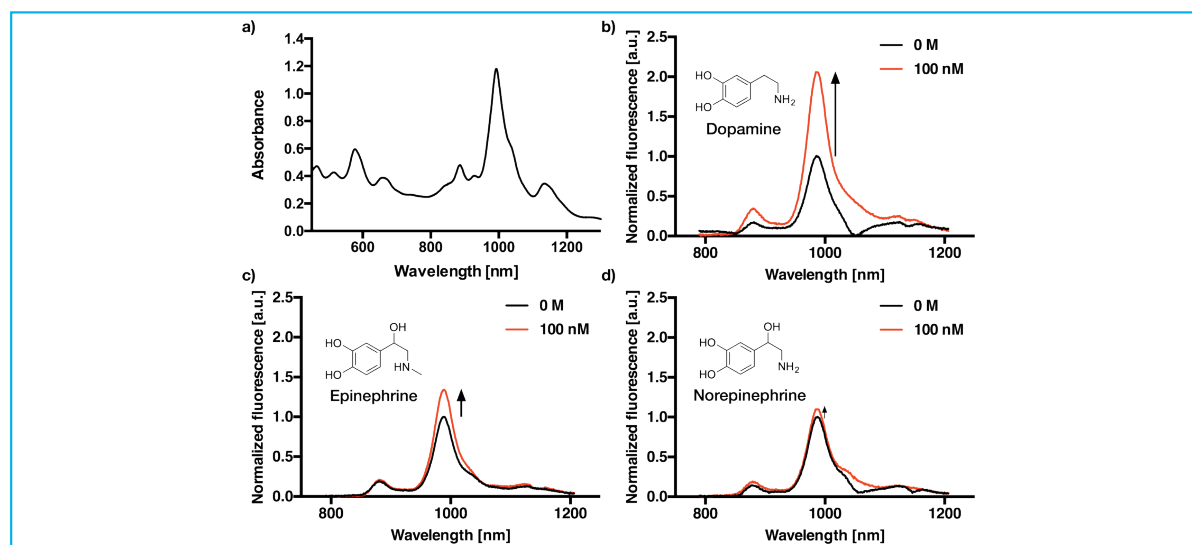 a)
1.4
1.2
1.0
0.8
0.6
0.4
0.2
0.0
Absorbance
600
800
1000
1200
Wavelength [nm]
b)
0 M
100 nM
2.5
2.0
1.5
1.0
0.5
0.0
Normalized fluorescence [a.u.]
HO
HO
NH2
Dopamine
800
1000
1200
Wavelength [nm]
c)
0 M
100 nM
2.5
2.0
1.5
1.0
0.5
0.0
Normalized fluorescence [a.u.]
OH
HO
HO
HN
Epinephrine
800
1000
1200
Wavelength [nm]
d)
0 M
100 nM
2.5
2.0
1.5
1.0
0.5
0.0
Normalized fluorescence [a.u.]
OH
HO
HO
NH2
Norepinephrine
800
1000
1200
Wavelength [nm]